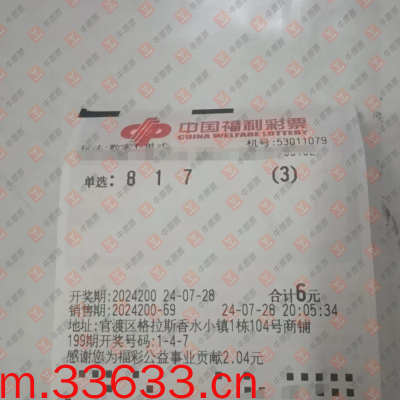 中国福利彩票
CHINA WELFARE LOTTERY
机号:53011079
单选: 8 1 7 (3)
开奖期:2024200 24-07-28 合计6元
销售期:2024200-69 24-07-28 20:05:34
地址:官渡区格拉斯香水小镇1栋104号商铺
199期开奖号码:1-4-7
感谢您为福彩公益事业贡献2.04元
m.33633.cn